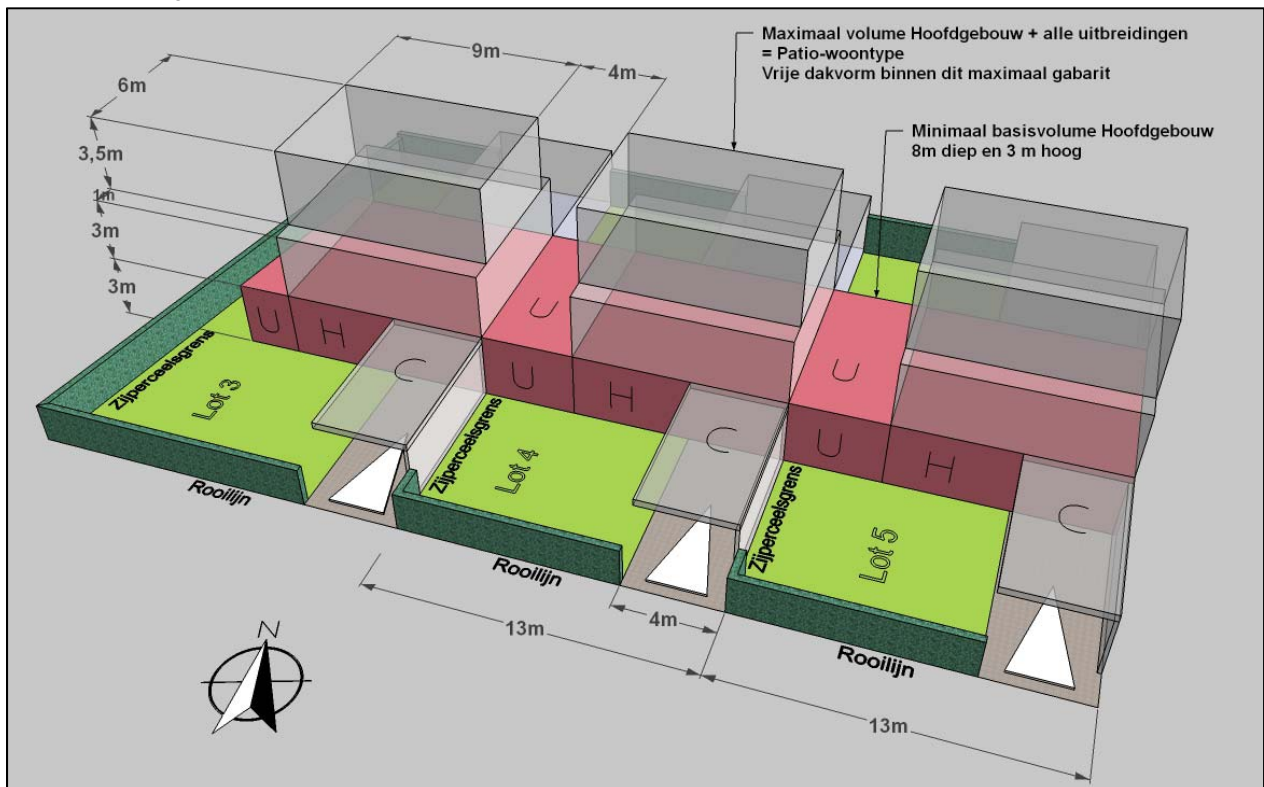 Maximaal volume Hoofdgebouw + alle uitbreidingen
= Patio-woontype
Vrije dakvorm binnen dit maximaal gabarit
Minimaal basisvolume Hoofdgebouw
8m diep en 3 m hoog
9m
4m
6m
3,5m
1m
3m
3m
U
H
C
U
U
H
C
U
U
H
C
Zijperceelsgrens
Lot 3
Zijperceelsgrens
Lot 4
Zijperceelsgrens
Lot 5
Rooilijn
Rooilijn
Rooilijn
13m
4m
13m
N